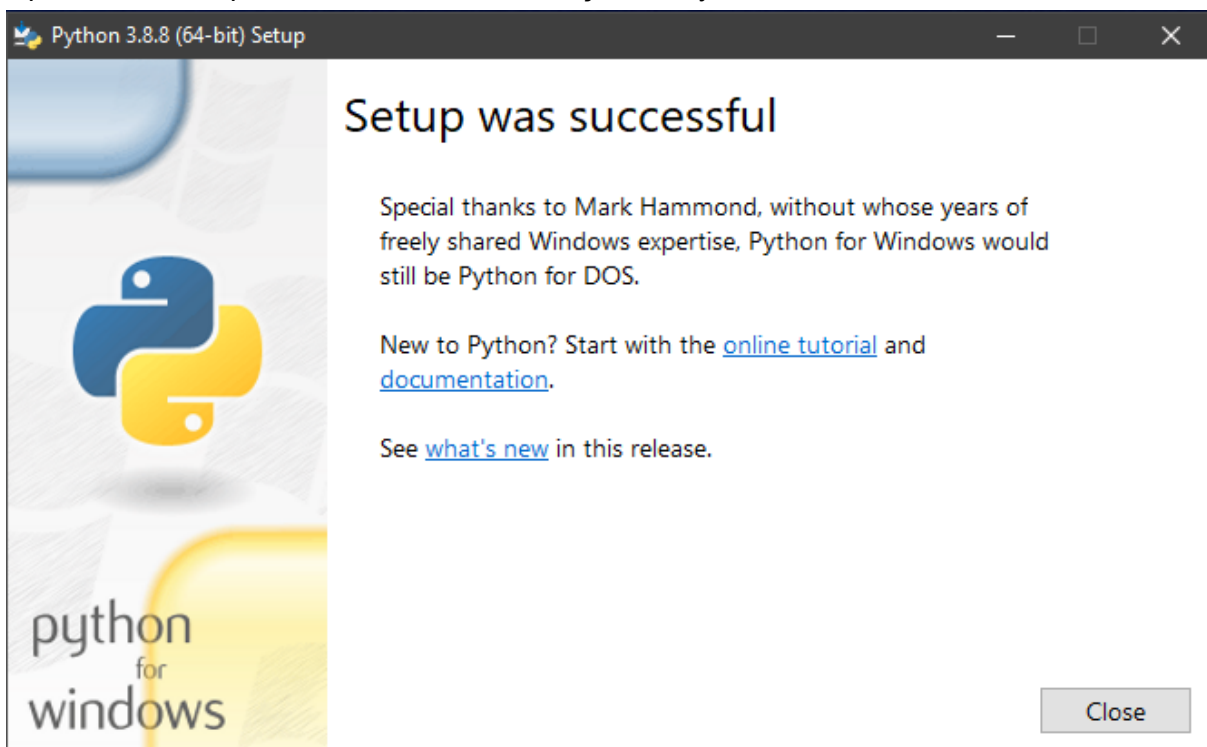 Python 3.8.8 (64-bit) Setup
Setup was successful
Special thanks to Mark Hammond, without whose years of
freely shared Windows expertise, Python for Windows would
still be Python for DOS.
New to Python? Start with the online tutorial and
documentation.
See what's new in this release.
python
for
windows
Close